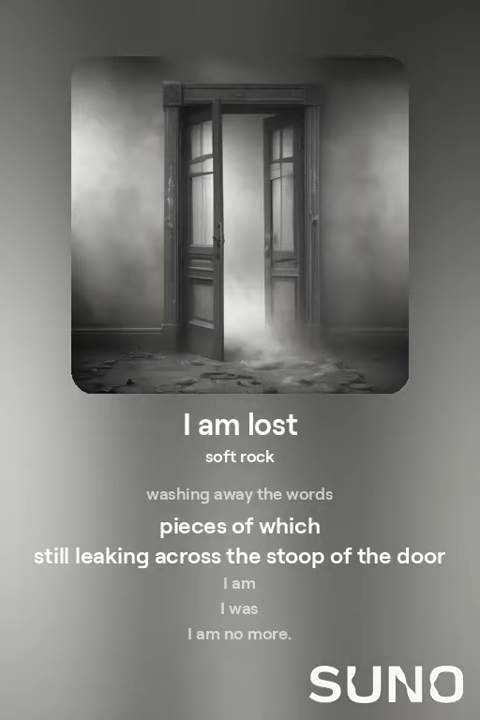 I am lost
soft rock
washing away the words
pieces of which
still leaking across the stoop of the door
I am
I was
I am no more.
SUNO